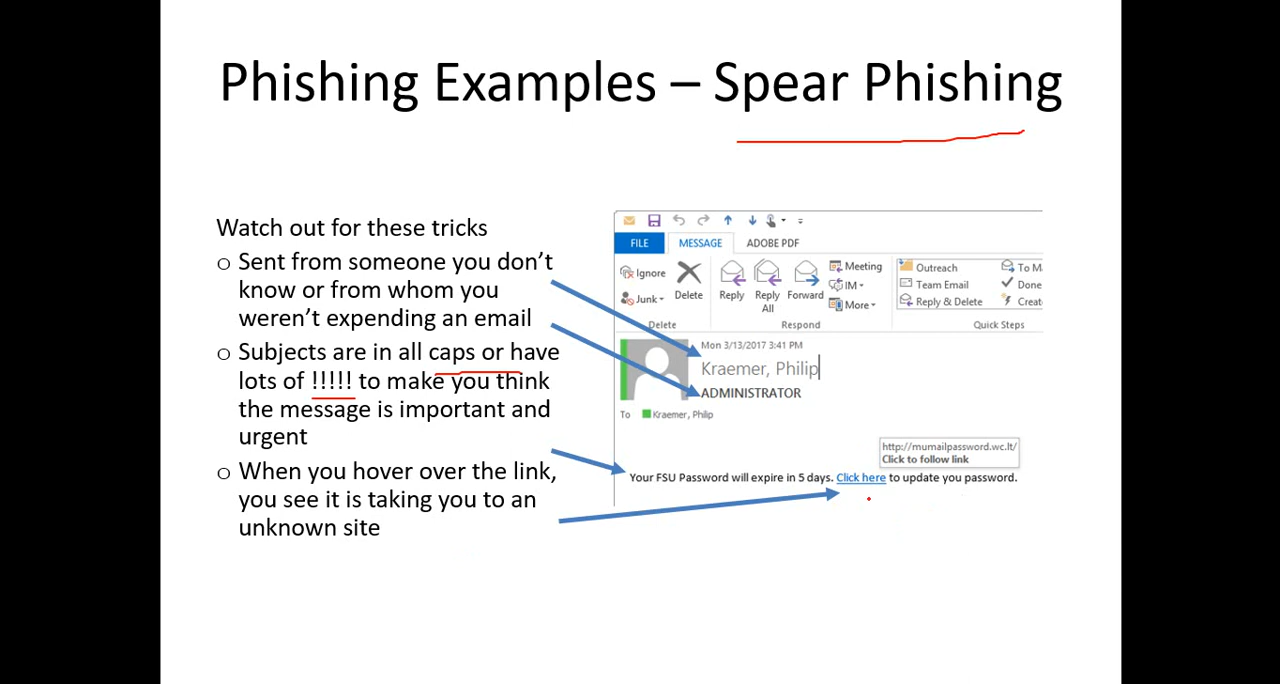 Phishing Examples – Spear Phishing
Watch out for these tricks
o Sent from someone you don't
know or from whom you
weren't expending an email
o Subjects are in all caps or have
lots of !!!!! to make you think
the message is important and
urgent
o When you hover over the link,
you see it is taking you to an
unknown site
FILE MESSAGE ADOBE PDF
Ignore
Junk
Delete
Reply
Reply
All
Forward
Meeting
IM
More
Outreach
Team Email
Reply & Delete
To M
Done
Create
Delete Respond Quick Steps
Mon 3/13/2017 3:41 PM
Kraemer, Philip
ADMINISTRATOR
To Kraemer, Philip
http://mumailpassword.wc.lt/
Click to follow link
Your FSU Password will expire in 5 days. Click here to update you password.